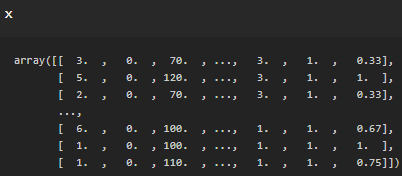 x
array([[ 3. , 0. , 70. , ..., 3. , 1. , 0.33],
[ 5. , 0. , 120. , ..., 3. , 1. , 1. ],
[ 2. , 0. , 70. , ..., 3. , 1. , 0.33],
...,
[ 6. , 0. , 100. , ..., 1. , 1. , 0.67],
[ 1. , 0. , 100. , ..., 1. , 1. , 1. ],
[ 1. , 0. , 110. , ..., 1. , 1. , 0.75]])